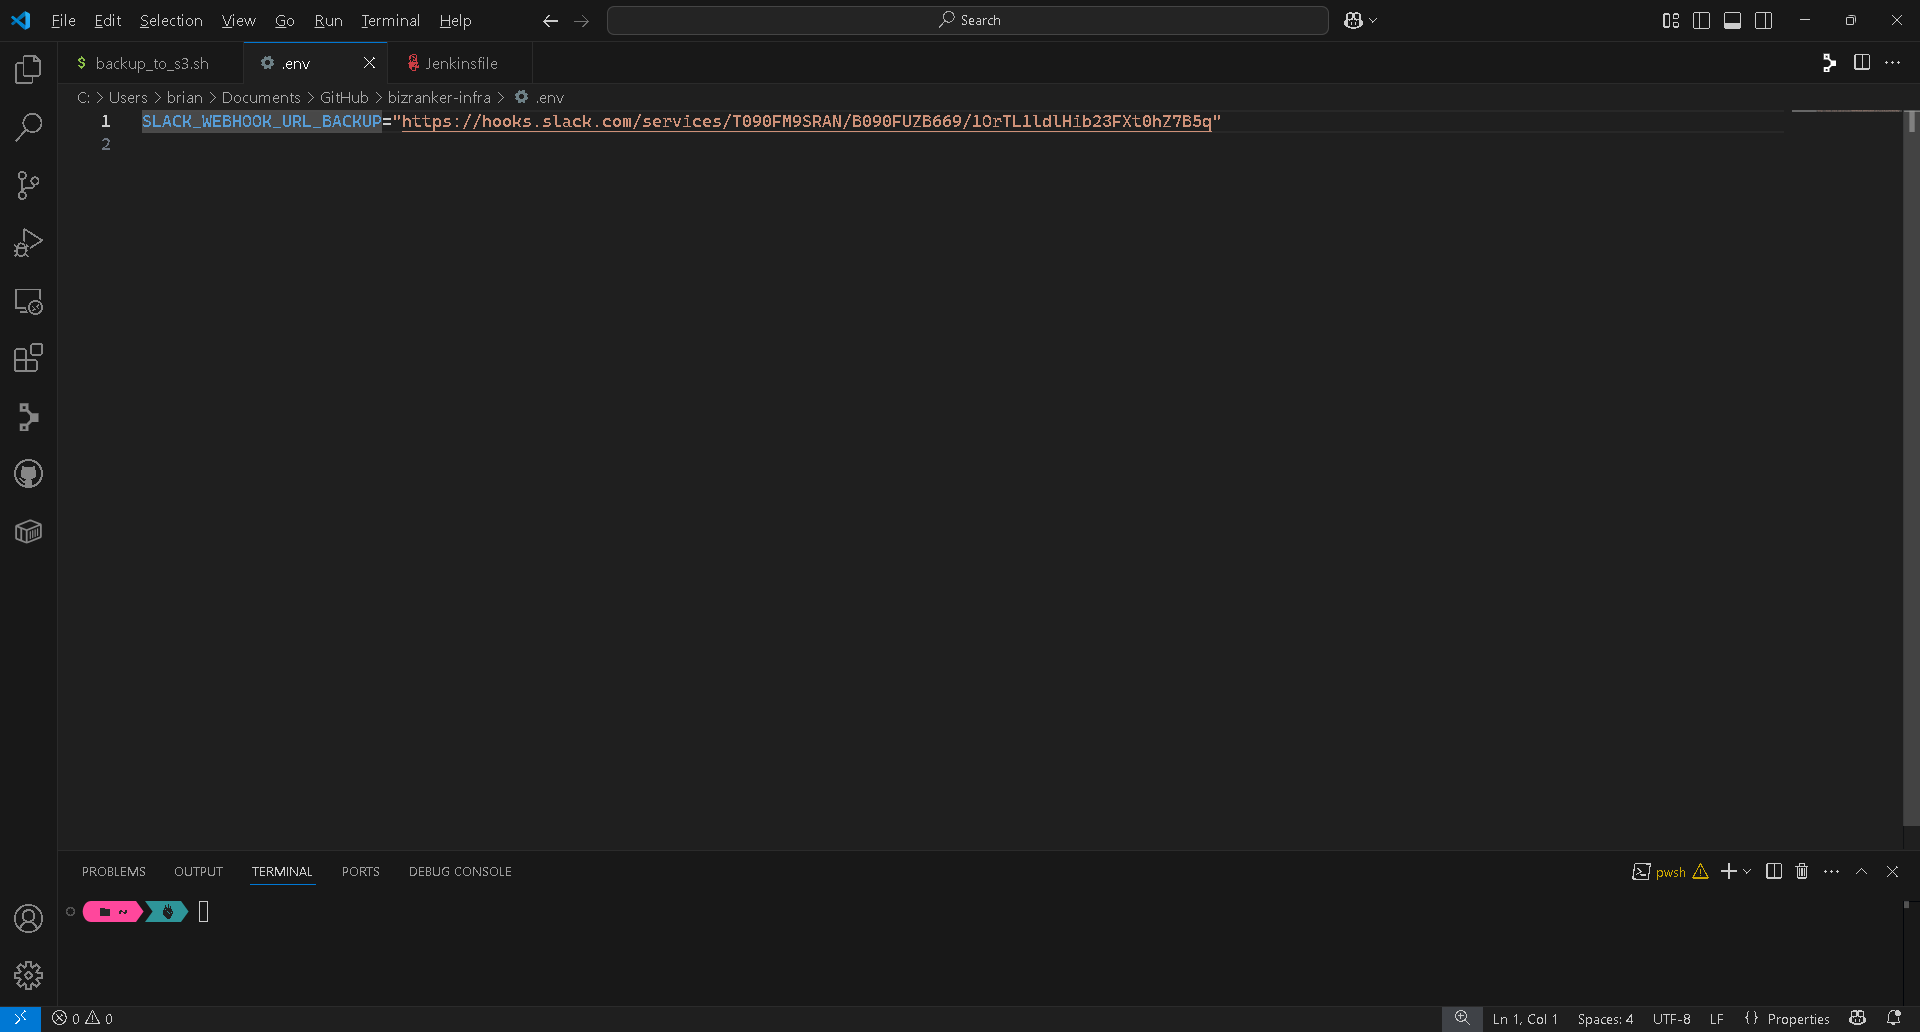 File Edit Selection View Go Run Terminal Help
Search
backup_to_s3.sh
.env
Jenkinsfile
C: > Users > brian > Documents > GitHub > bizranker-infra > .env
1 SLACK_WEBHOOK_URL_BACKUP="https://hooks.slack.com/services/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"
2
PROBLEMS OUTPUT TERMINAL PORTS DEBUG CONSOLE
pwsh
~
0 0
Ln 1, Col 1 Spaces: 4 UTF-8 LF {} Properties